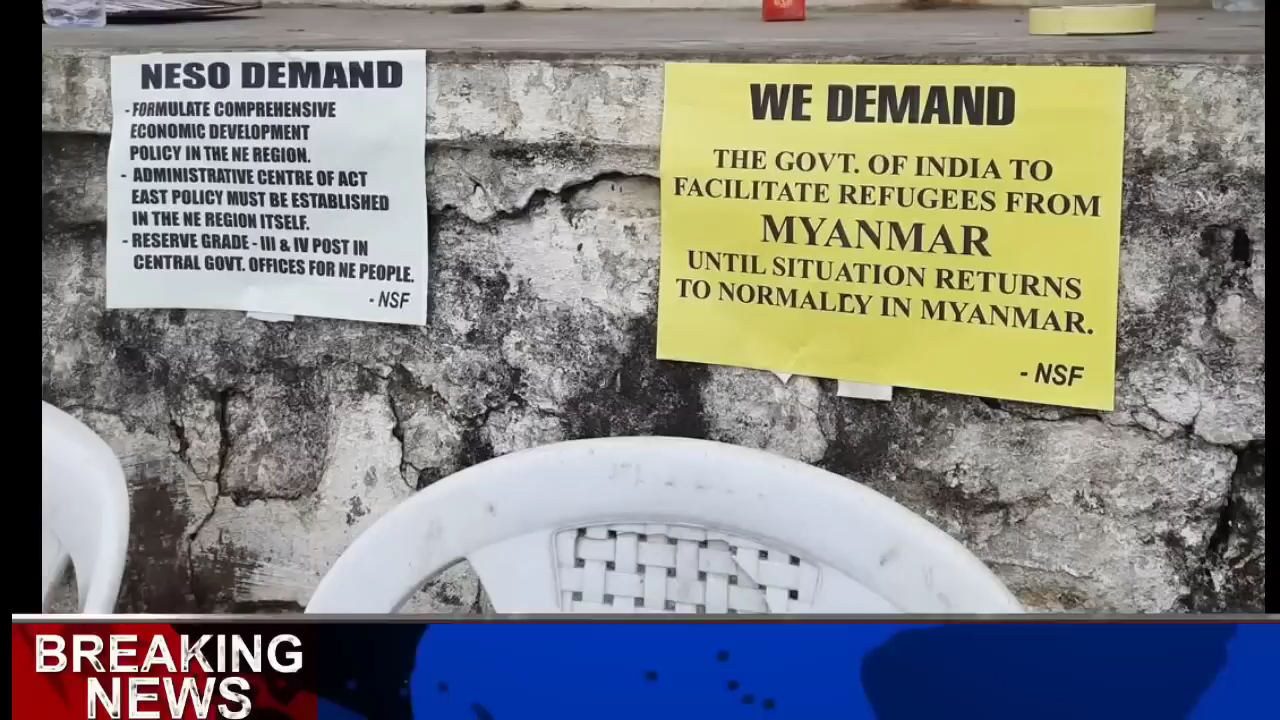 NESO DEMAND
- FORMULATE COMPREHENSIVE
ECONOMIC DEVELOPMENT
POLICY IN THE NE REGION.
- ADMINISTRATIVE CENTRE OF ACT
EAST POLICY MUST BE ESTABLISHED
IN THE NE REGION ITSELF.
- RESERVE GRADE - III & IV POST IN
CENTRAL GOVT. OFFICES FOR NE PEOPLE.
- NSF
WE DEMAND
THE GOVT. OF INDIA TO
FACILITATE REFUGEES FROM
MYANMAR
UNTIL SITUATION RETURNS
TO NORMALLY IN MYANMAR.
- NSF
BREAKING
NEWS